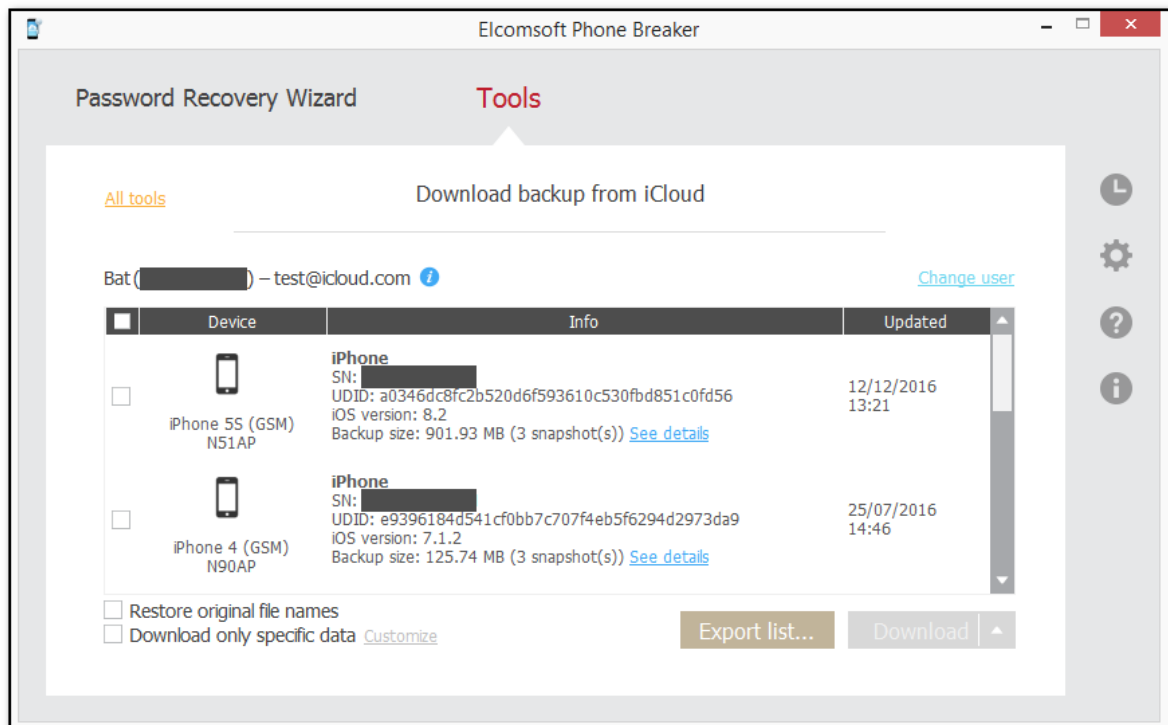 Elcomsoft Phone Breaker
Password Recovery Wizard
Tools
All tools
Download backup from iCloud
Bat ( ) – test@icloud.com i
Change user
Device Info Updated
iPhone
SN:
UDID: a0346dc8fc2b520d6f593610c530fbd851c0fd56
iOS version: 8.2
Backup size: 901.93 MB (3 snapshot(s)) See details
iPhone 5S (GSM)
N51AP
12/12/2016
13:21
iPhone
SN:
UDID: e9396184d541cf0bb7c707f4eb5f6294d2973da9
iOS version: 7.1.2
Backup size: 125.74 MB (3 snapshot(s)) See details
iPhone 4 (GSM)
N90AP
25/07/2016
14:46
Restore original file names
Download only specific data Customize
Export list...
Download